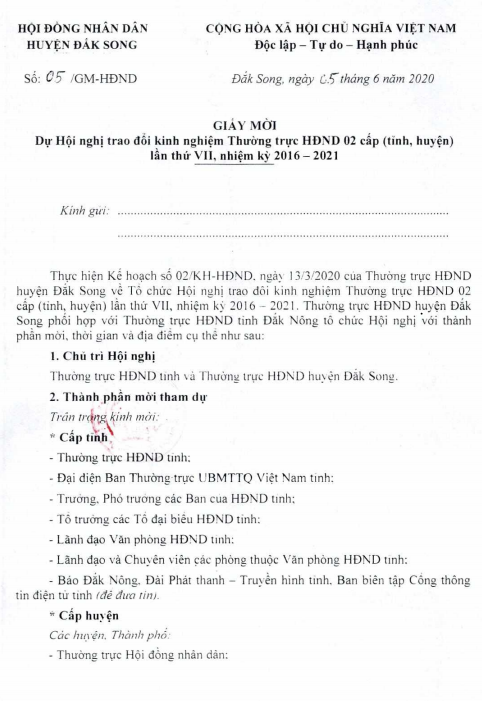 HỘI ĐỒNG NHÂN DÂN
HUYỆN ĐẮK SONG
CỘNG HÒA XÃ HỘI CHỦ NGHĨA VIỆT NAM
Độc lập – Tự do – Hạnh phúc
Số: 05 /GM-HĐND
Đắk Song, ngày 05 tháng 6 năm 2020
GIẤY MỜI
Dự Hội nghị trao đổi kinh nghiệm Thường trực HĐND 02 cấp (tỉnh, huyện)
lần thứ VII, nhiệm kỳ 2016 – 2021
Kính gửi: ....................................................................................
....................................................................................
Thực hiện Kế hoạch số 02/KH-HĐND, ngày 13/3/2020 của Thường trực HĐND
huyện Đắk Song về Tổ chức Hội nghị trao đổi kinh nghiệm Thường trực HĐND 02
cấp (tỉnh, huyện) lần thứ VII, nhiệm kỳ 2016 – 2021. Thường trực HĐND huyện Đắk
Song phối hợp với Thường trực HĐND tỉnh Đắk Nông tổ chức Hội nghị với thành
phần mời, thời gian và địa điểm cụ thể như sau:
1. Chủ trì Hội nghị
Thường trực HĐND tỉnh và Thường trực HĐND huyện Đắk Song.
2. Thành phần mời tham dự
Trân trọng kính mời:
* Cấp tỉnh
- Thường trực HĐND tỉnh;
- Đại diện Ban Thường trực UBMTTQ Việt Nam tỉnh;
- Trưởng, Phó trưởng các Ban của HĐND tỉnh;
- Tổ trưởng các Tổ đại biểu HĐND tỉnh;
- Lãnh đạo Văn phòng HĐND tỉnh;
- Lãnh đạo và Chuyên viên các phòng thuộc Văn phòng HĐND tỉnh;
- Báo Đắk Nông, Đài Phát thanh – Truyền hình tỉnh, Ban biên tập Cổng thông
tin điện tử tỉnh (để đưa tin).
* Cấp huyện
Các huyện, Thành phố:
- Thường trực Hội đồng nhân dân;